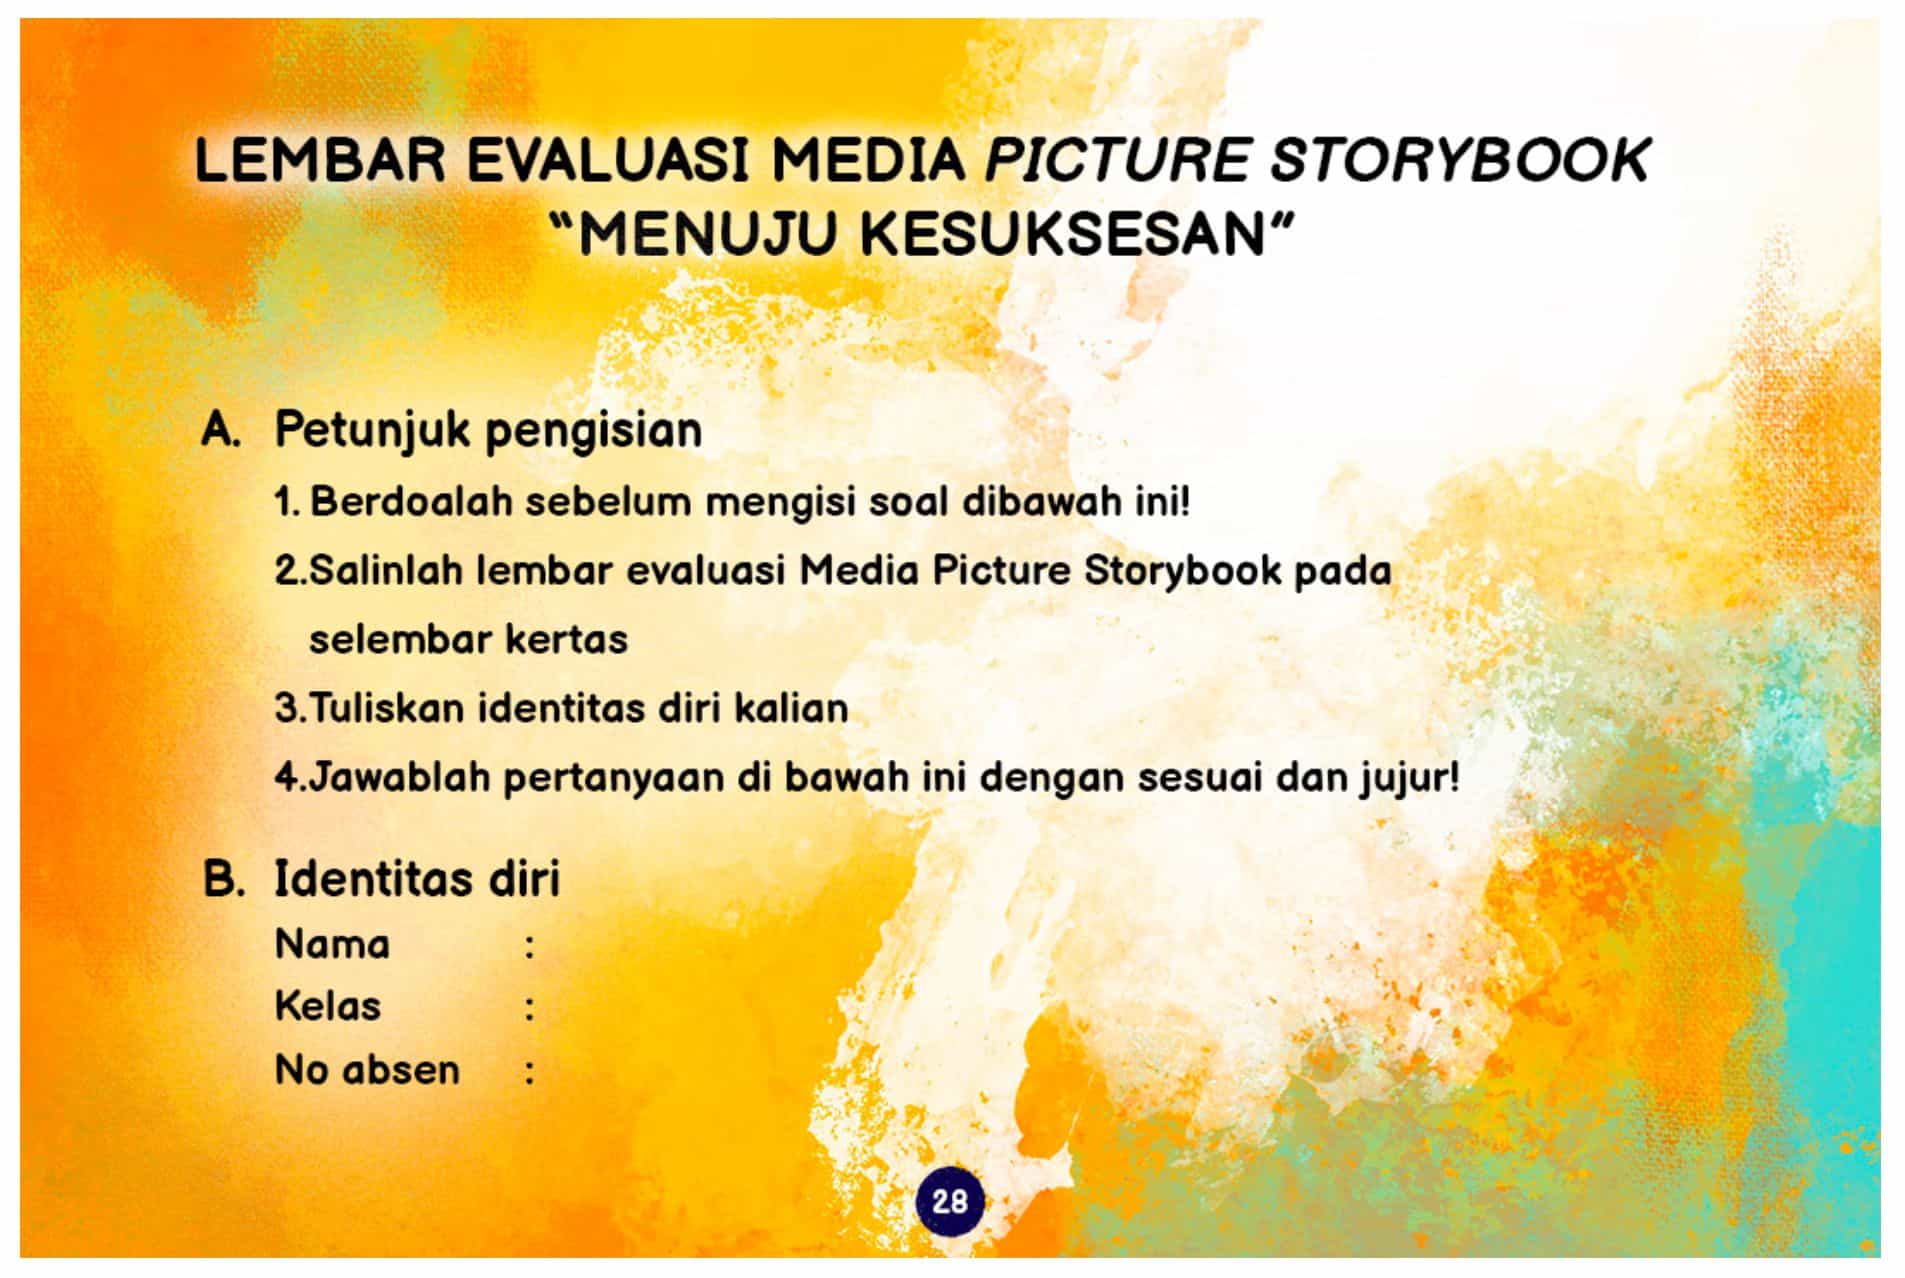 LEMBAR EVALUASI MEDIA PICTURE STORYBOOK
“MENUJU KESUKSESAN”
A. Petunjuk pengisian
1. Berdoalah sebelum mengisi soal dibawah ini!
2.Salinlah lembar evaluasi Media Picture Storybook pada
selembar kertas
3.Tuliskan identitas diri kalian
4.Jawablah pertanyaan di bawah ini dengan sesuai dan jujur!
B. Identitas diri
Nama :
Kelas :
No absen :
28